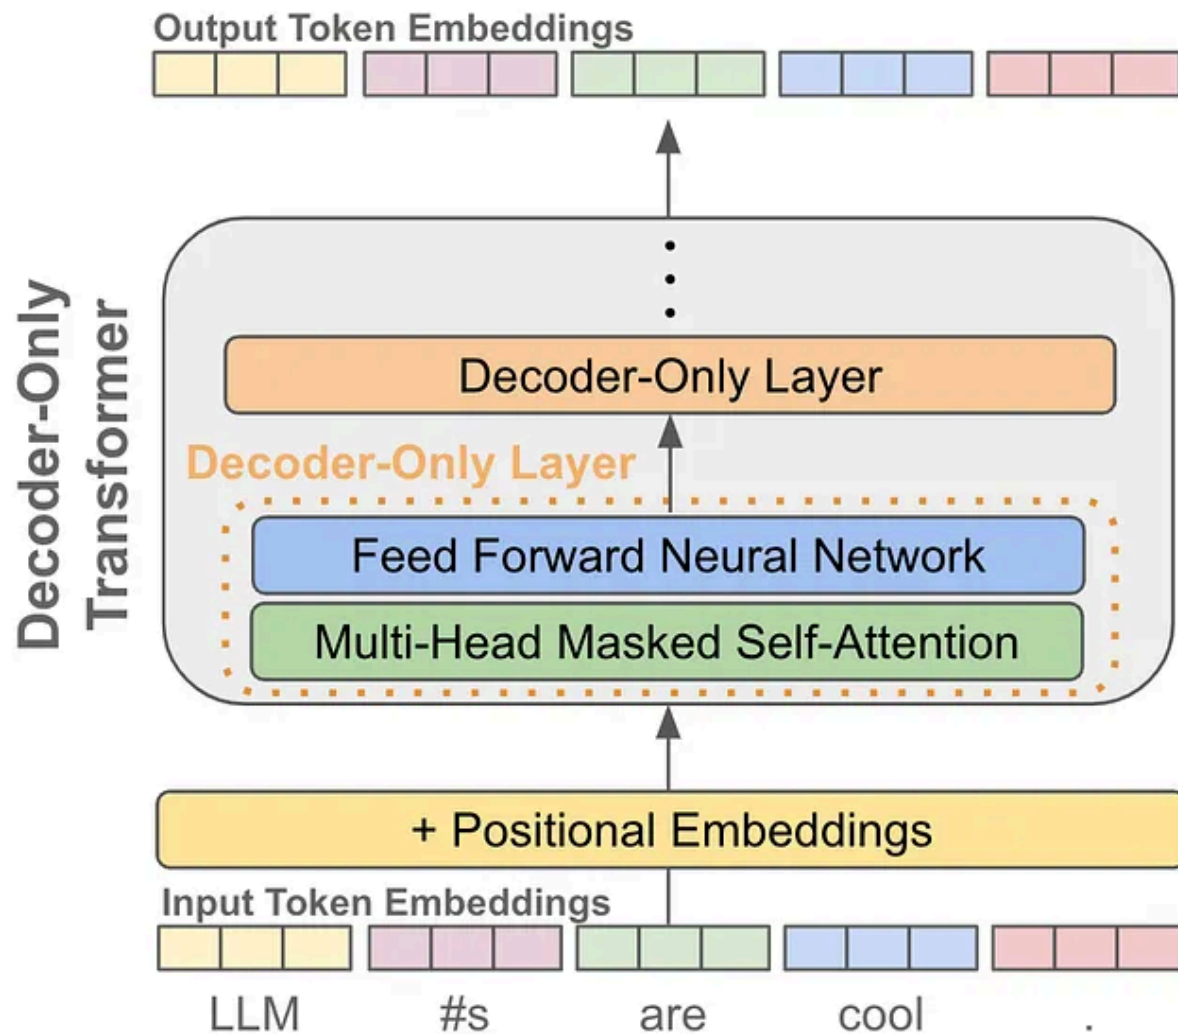 Output Token Embeddings
Decoder-Only
Transformer
Decoder-Only Layer
Decoder-Only Layer
Feed Forward Neural Network
Multi-Head Masked Self-Attention
+ Positional Embeddings
Input Token Embeddings
LLM #s are cool .